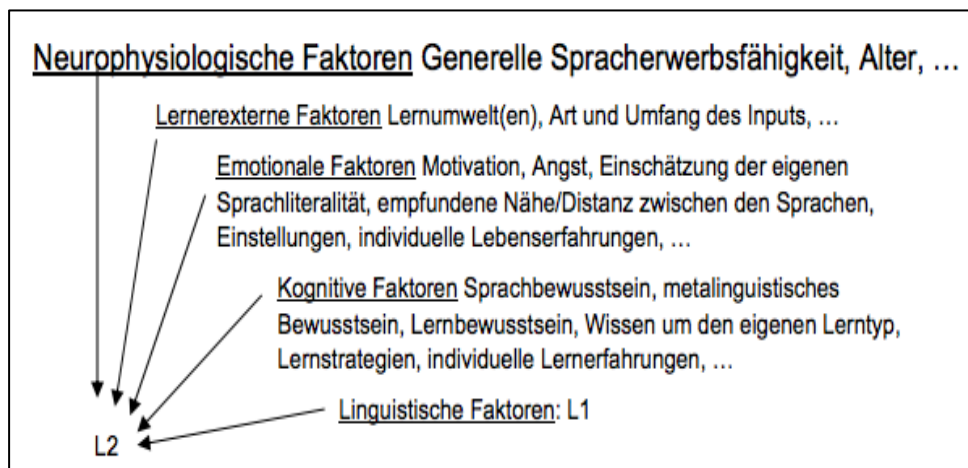 Neurophysiologische Faktoren Generelle Spracherwerbsfähigkeit, Alter, …
Lernerexterne Faktoren Lernumwelt(en), Art und Umfang des Inputs, …
Emotionale Faktoren Motivation, Angst, Einschätzung der eigenen
Sprachliteralität, empfundene Nähe/Distanz zwischen den Sprachen,
Einstellungen, individuelle Lebenserfahrungen, …
Kognitive Faktoren Sprachbewusstsein, metalinguistisches
Bewusstsein, Lernbewusstsein, Wissen um den eigenen Lerntyp,
Lernstrategien, individuelle Lernerfahrungen, …
Linguistische Faktoren: L1
L2